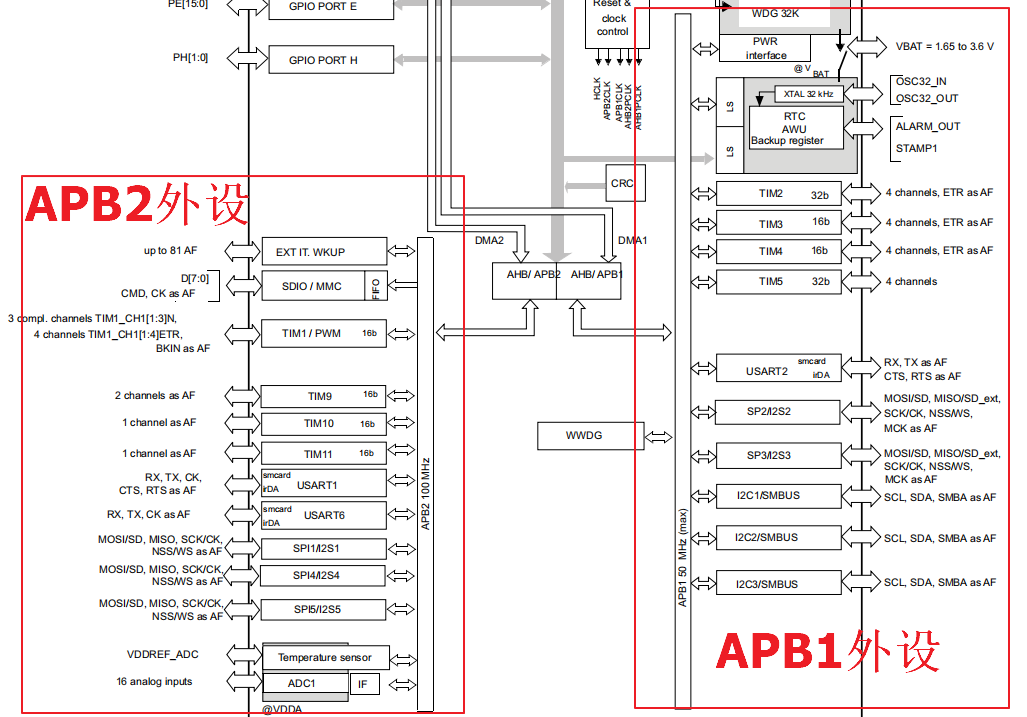 PE[15:0]
GPIO PORT E
PH[1:0]
GPIO PORT H
Reset &
clock
control
HCLK
APB2CLK
APB1CLK
AHB2PCLK
AHB1PCLK
WDG 32K
PWR
interface
VBAT = 1.65 to 3.6 V
@ V
BAT
LS
LS
XTAL 32 kHz
OSC32_IN
OSC32_OUT
RTC
AWU
Backup register
ALARM_OUT
STAMP1
CRC
DMA2
DMA1
AHB/ APB2
AHB/ APB1
APB2外设
up to 81 AF
EXT IT. WKUP
D[7:0]
CMD, CK as AF
SDIO / MMC
FIFO
3 compl. channels TIM1_CH1[1:3]N,
4 channels TIM1_CH1[1:4]ETR,
BKIN as AF
TIM1 / PWM
16b
2 channels as AF
TIM9
16b
1 channel as AF
TIM10
16b
1 channel as AF
TIM11
16b
RX, TX, CK,
CTS, RTS as AF
smcard
irDA
USART1
RX, TX, CK as AF
smcard
irDA
USART6
MOSI/SD, MISO, SCK/CK,
NSS/WS as AF
SPI1/I2S1
MOSI/SD, MISO, SCK/CK,
NSS/WS as AF
SPI4/I2S4
MOSI/SD, MISO, SCK/CK,
NSS/WS as AF
SPI5/I2S5
VDDREF_ADC
Temperature sensor
16 analog inputs
ADC1
IF
@VDDA
APB2 100 MHz
WWDG
APB1 50 MHz (max)
TIM2
32b
4 channels, ETR as AF
TIM3
16b
4 channels, ETR as AF
TIM4
16b
4 channels, ETR as AF
TIM5
32b
4 channels
USART2
smcard
irDA
RX, TX as AF
CTS, RTS as AF
SP2/I2S2
MOSI/SD, MISO/SD_ext,
SCK/CK, NSS/WS,
MCK as AF
SP3/I2S3
MOSI/SD, MISO/SD_ext,
SCK/CK, NSS/WS,
MCK as AF
I2C1/SMBUS
SCL, SDA, SMBA as AF
I2C2/SMBUS
SCL, SDA, SMBA as AF
I2C3/SMBUS
SCL, SDA, SMBA as AF
APB1外设